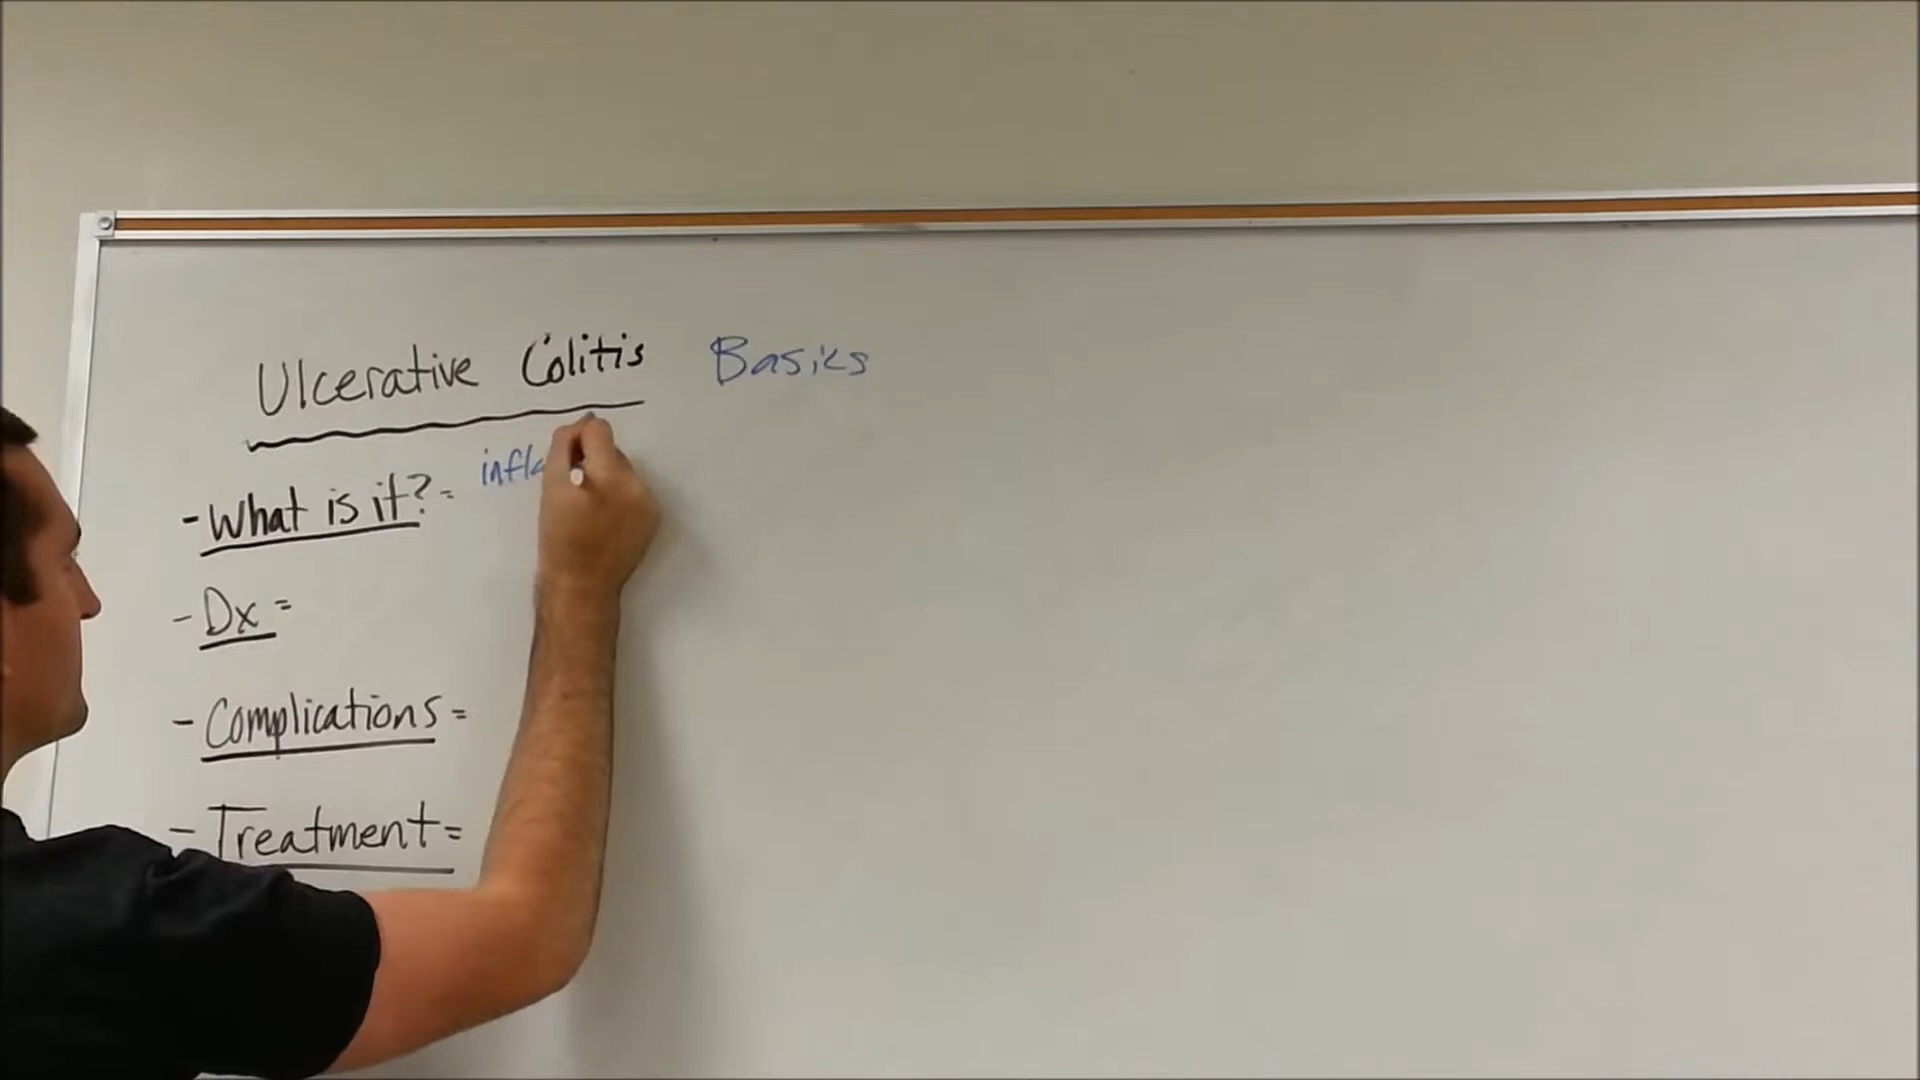 Ulcerative Colitis Basics
- What is it? = infla
- Dx =
- Complications =
- Treatment =